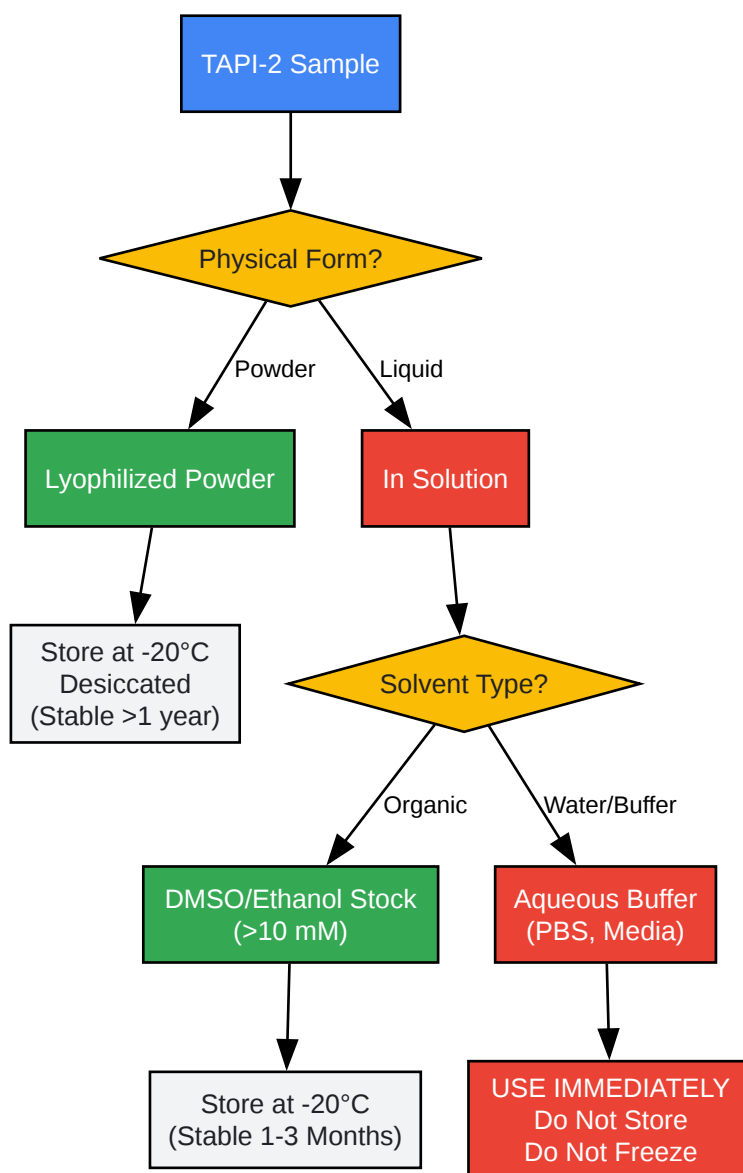 TAPI-2 Sample
Physical Form?
Powder
Liquid
Lyophilized Powder
In Solution
Store at -20°C
Desiccated
(Stable >1 year)
Solvent Type?
Organic
Water/Buffer
DMSO/Ethanol Stock
(>10 mM)
Aqueous Buffer
(PBS, Media)
Store at -20°C
(Stable 1-3 Months)
USE IMMEDIATELY
Do Not Store
Do Not Freeze